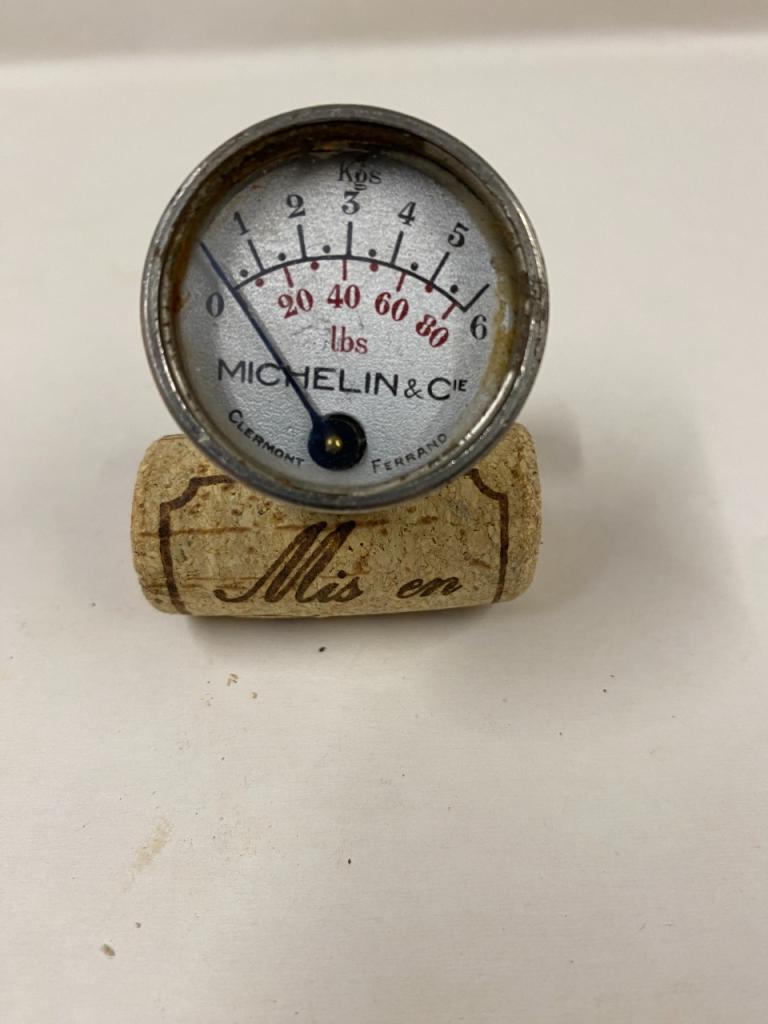 Kgs
0 1 2 3 4 5 6
20 40 60 80
lbs
MICHELIN & CIE
CLERMONT FERRAND
Mis en